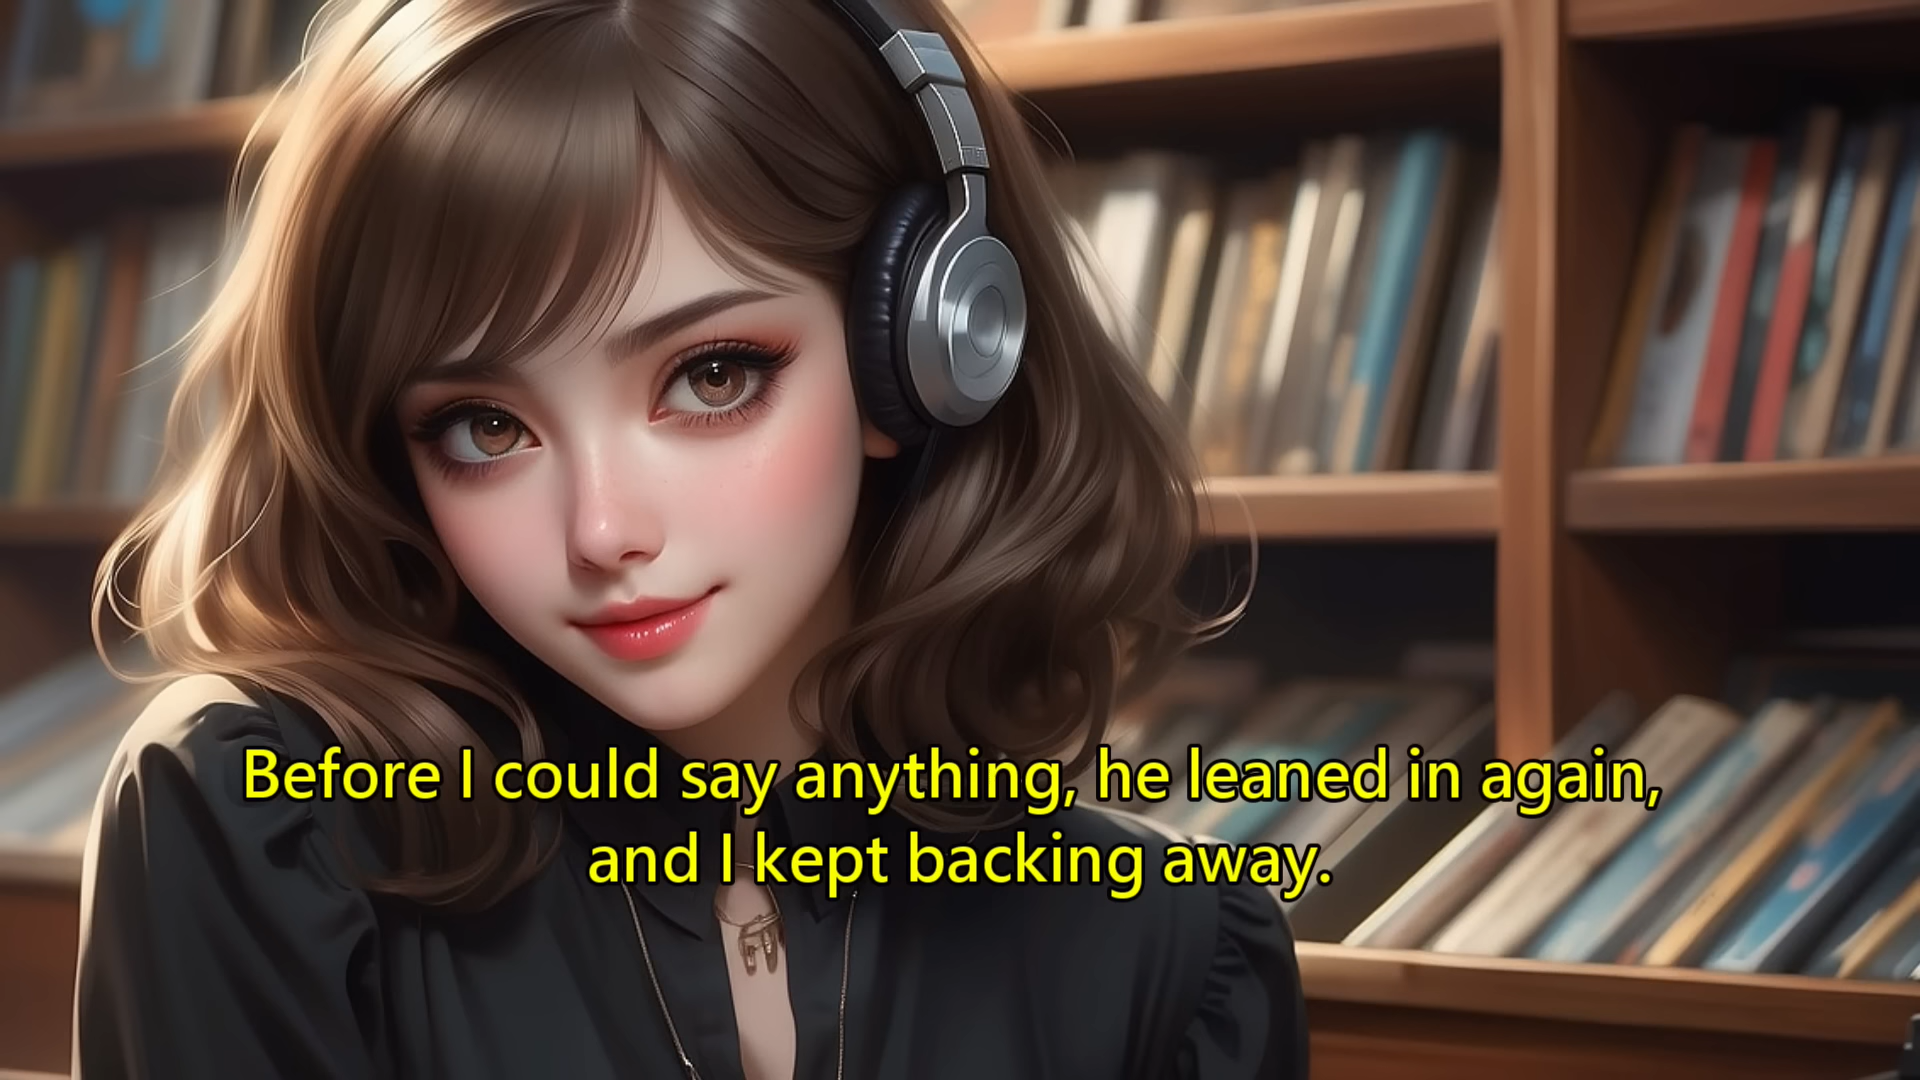 Before I could say anything, he leaned in again,
and I kept backing away.